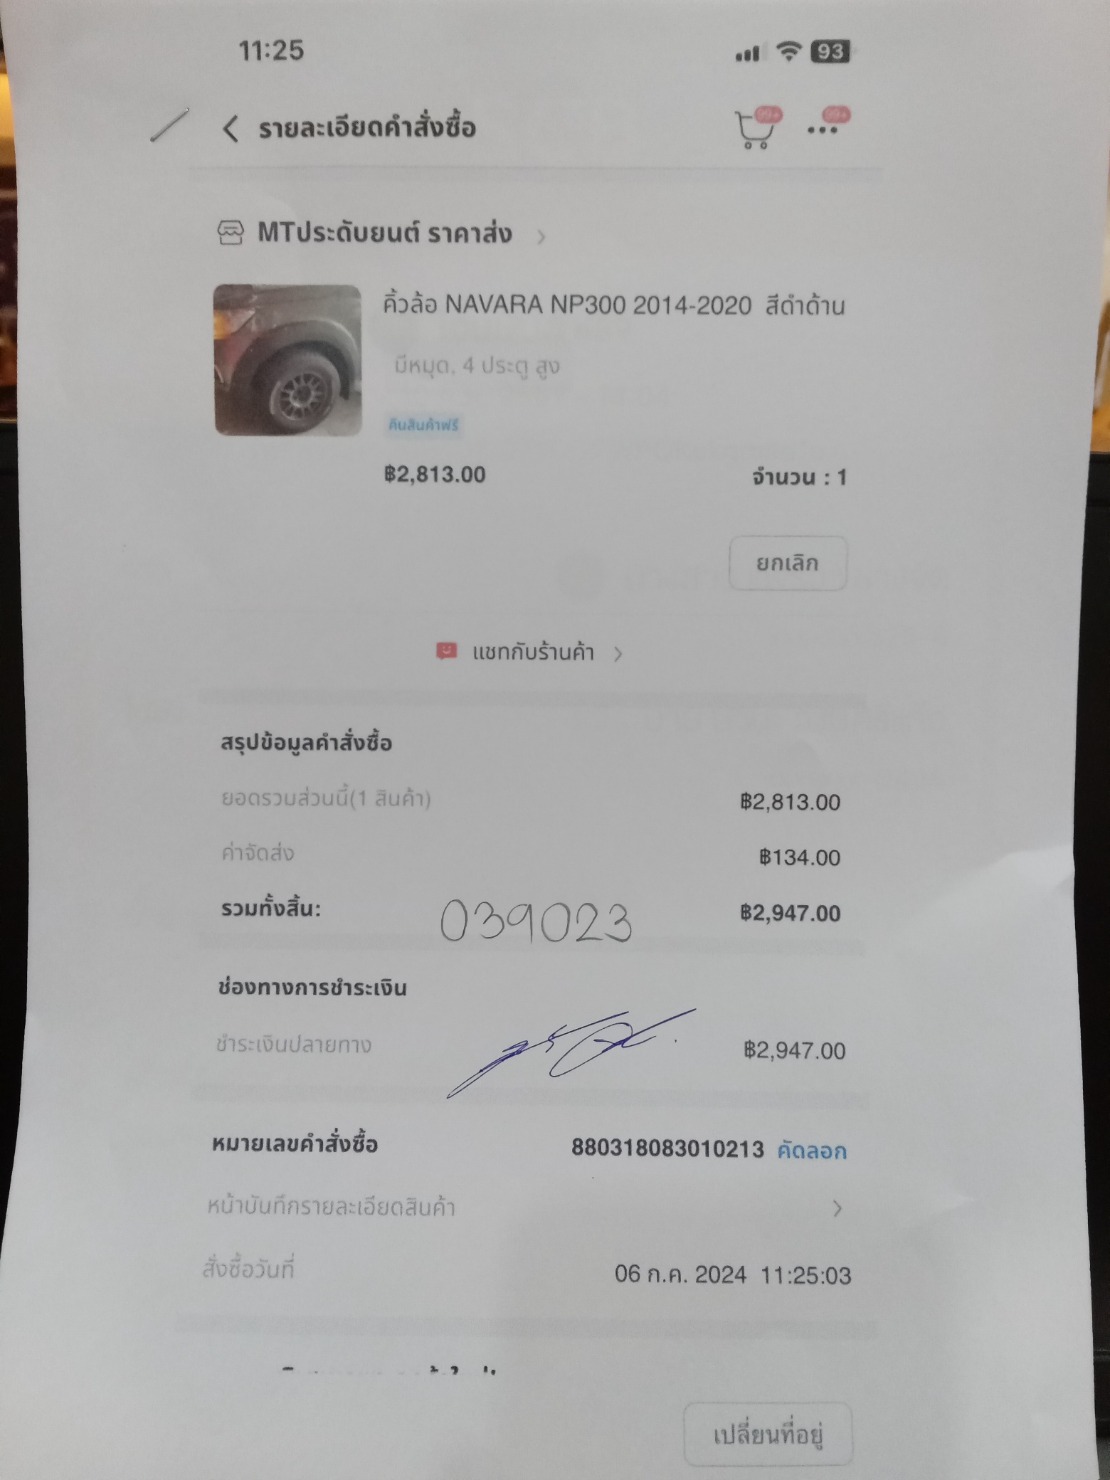 11:25 93
รายละเอียดคำสั่งซื้อ 99+ 99+
MTประดับยนต์ ราคาส่ง
คิ้วล้อ NAVARA NP300 2014-2020 สีดำด้าน
มีหมุด, 4 ประตู สูง
คืนสินค้าฟรี
฿2,813.00 จำนวน : 1
ยกเลิก
แชทกับร้านค้า
สรุปข้อมูลคำสั่งซื้อ
ยอดรวมส่วนนี้(1 สินค้า) ฿2,813.00
ค่าจัดส่ง ฿134.00
รวมทั้งสิ้น: 039023 ฿2,947.00
ช่องทางการชำระเงิน
ชำระเงินปลายทาง ฿2,947.00
หมายเลขคำสั่งซื้อ 880318083010213 คัดลอก
หน้าบันทึกรายละเอียดสินค้า
สั่งซื้อวันที่ 06 ก.ค. 2024 11:25:03
เปลี่ยนที่อยู่